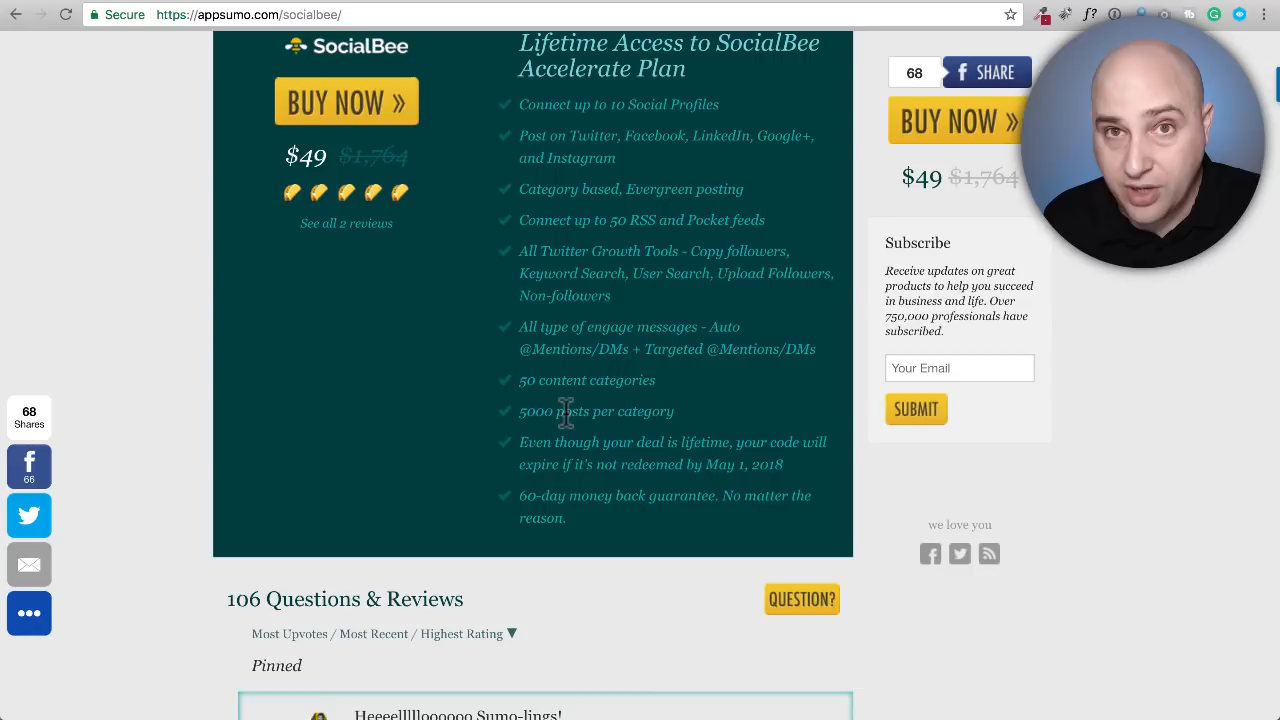 Secure
https://appsumo.com/socialbee/
SocialBee
BUY NOW »
$49 $1,764
See all 2 reviews
Lifetime Access to SocialBee
Accelerate Plan
Connect up to 10 Social Profiles
Post on Twitter, Facebook, LinkedIn, Google+,
and Instagram
Category based, Evergreen posting
Connect up to 50 RSS and Pocket feeds
All Twitter Growth Tools - Copy followers,
Keyword Search, User Search, Upload Followers,
Non-followers
All type of engage messages - Auto
@Mentions/DMs + Targeted @Mentions/DMs
50 content categories
5000 posts per category
Even though your deal is lifetime, your code will
expire if it's not redeemed by May 1, 2018
60-day money back guarantee. No matter the
reason.
68
SHARE
BUY NOW »
$49 $1,764
Subscribe
Receive updates on great
products to help you succeed
in business and life. Over
750,000 professionals have
subscribed.
Your Email
SUBMIT
we love you
68
Shares
66
106 Questions & Reviews
QUESTION?
Most Upvotes / Most Recent / Highest Rating ▼
Pinned
Heeeelllloooooo Sumo-lings!